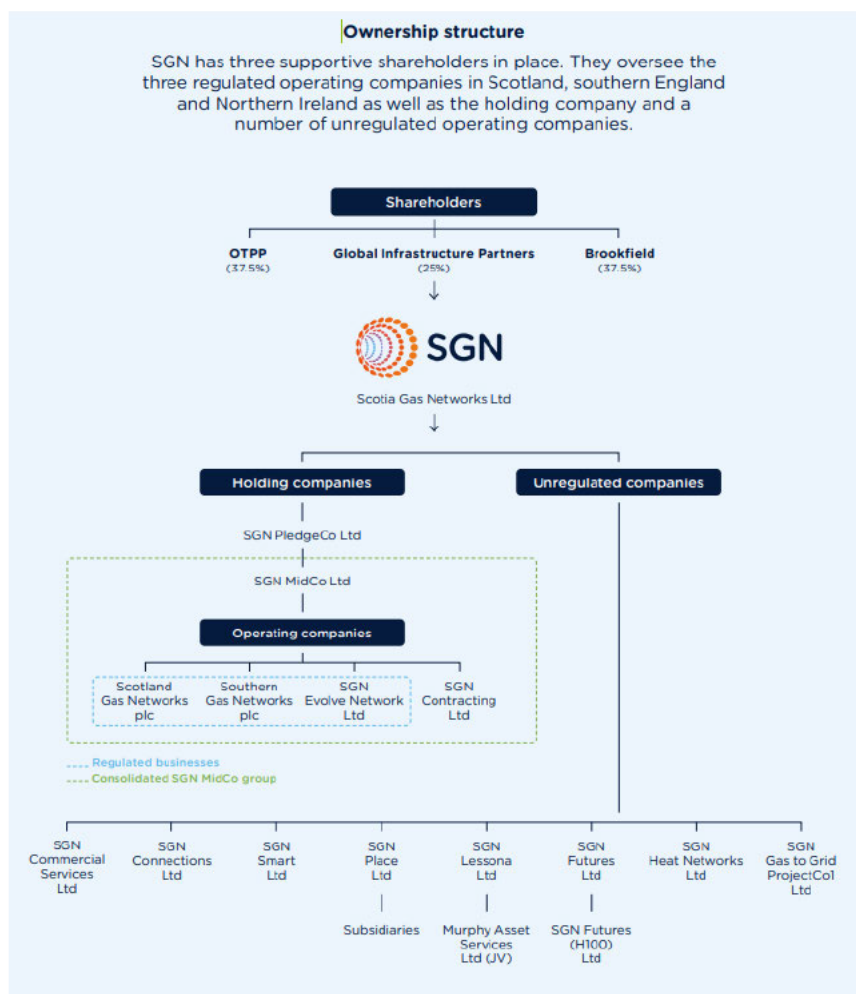 Ownership structure
SGN has three supportive shareholders in place. They oversee the
three regulated operating companies in Scotland, southern England
and Northern Ireland as well as the holding company and a
number of unregulated operating companies.
Shareholders
OTPP
(37.5%)
Global Infrastructure Partners
(25%)
Brookfield
(37.5%)
SGN
Scotia Gas Networks Ltd
Holding companies
Unregulated companies
SGN PledgeCo Ltd
SGN MidCo Ltd
Operating companies
Scotland
Gas Networks
plc
Southern
Gas Networks
plc
SGN
Evolve Network
Ltd
SGN
Contracting
Ltd
Regulated businesses
Consolidated SGN MidCo group
SGN
Commercial
Services
Ltd
SGN
Connections
Ltd
SGN
Smart
Ltd
SGN
Place
Ltd
SGN
Lessona
Ltd
SGN
Futures
Ltd
SGN
Heat Networks
Ltd
SGN
Gas to Grid
ProjectCo1
Ltd
Subsidiaries
Murphy Asset
Services
Ltd (JV)
SGN Futures
(H100)
Ltd